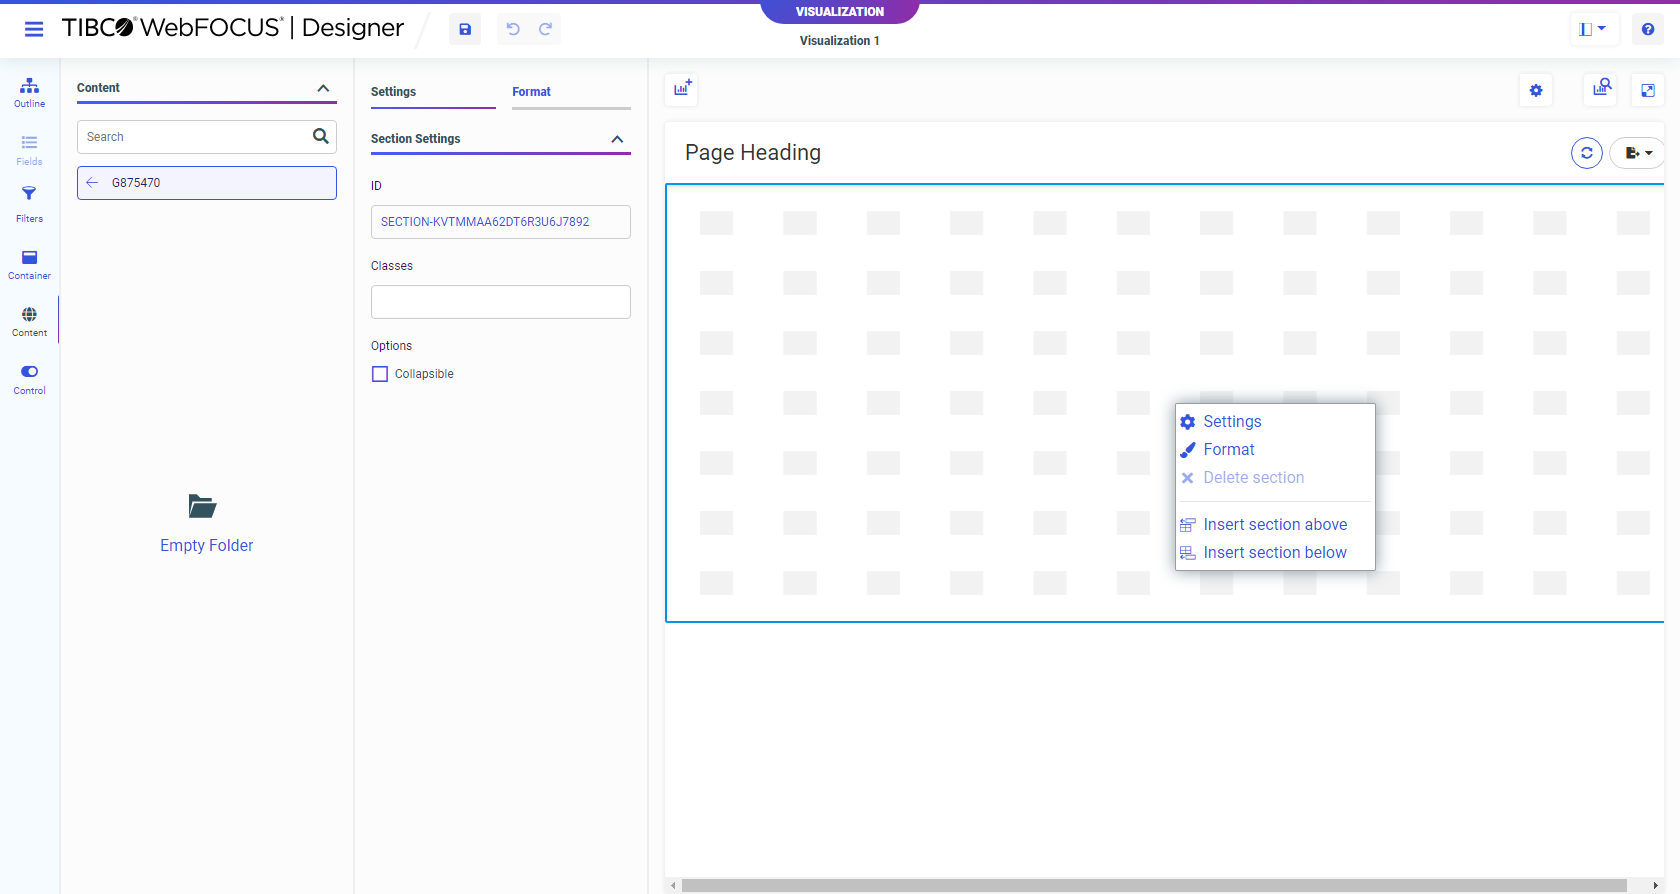 VISUALIZATION
TIBCO® WebFOCUS® | Designer
Visualization 1
Outline
Fields
Filters
Container
Content
Control
Content
Search
G875470
Empty Folder
Settings
Format
Section Settings
ID
SECTION-KVTMMAA62DT6R3U6J7892
Classes
Options
Collapsible
Page Heading
Settings
Format
Delete section
Insert section above
Insert section below